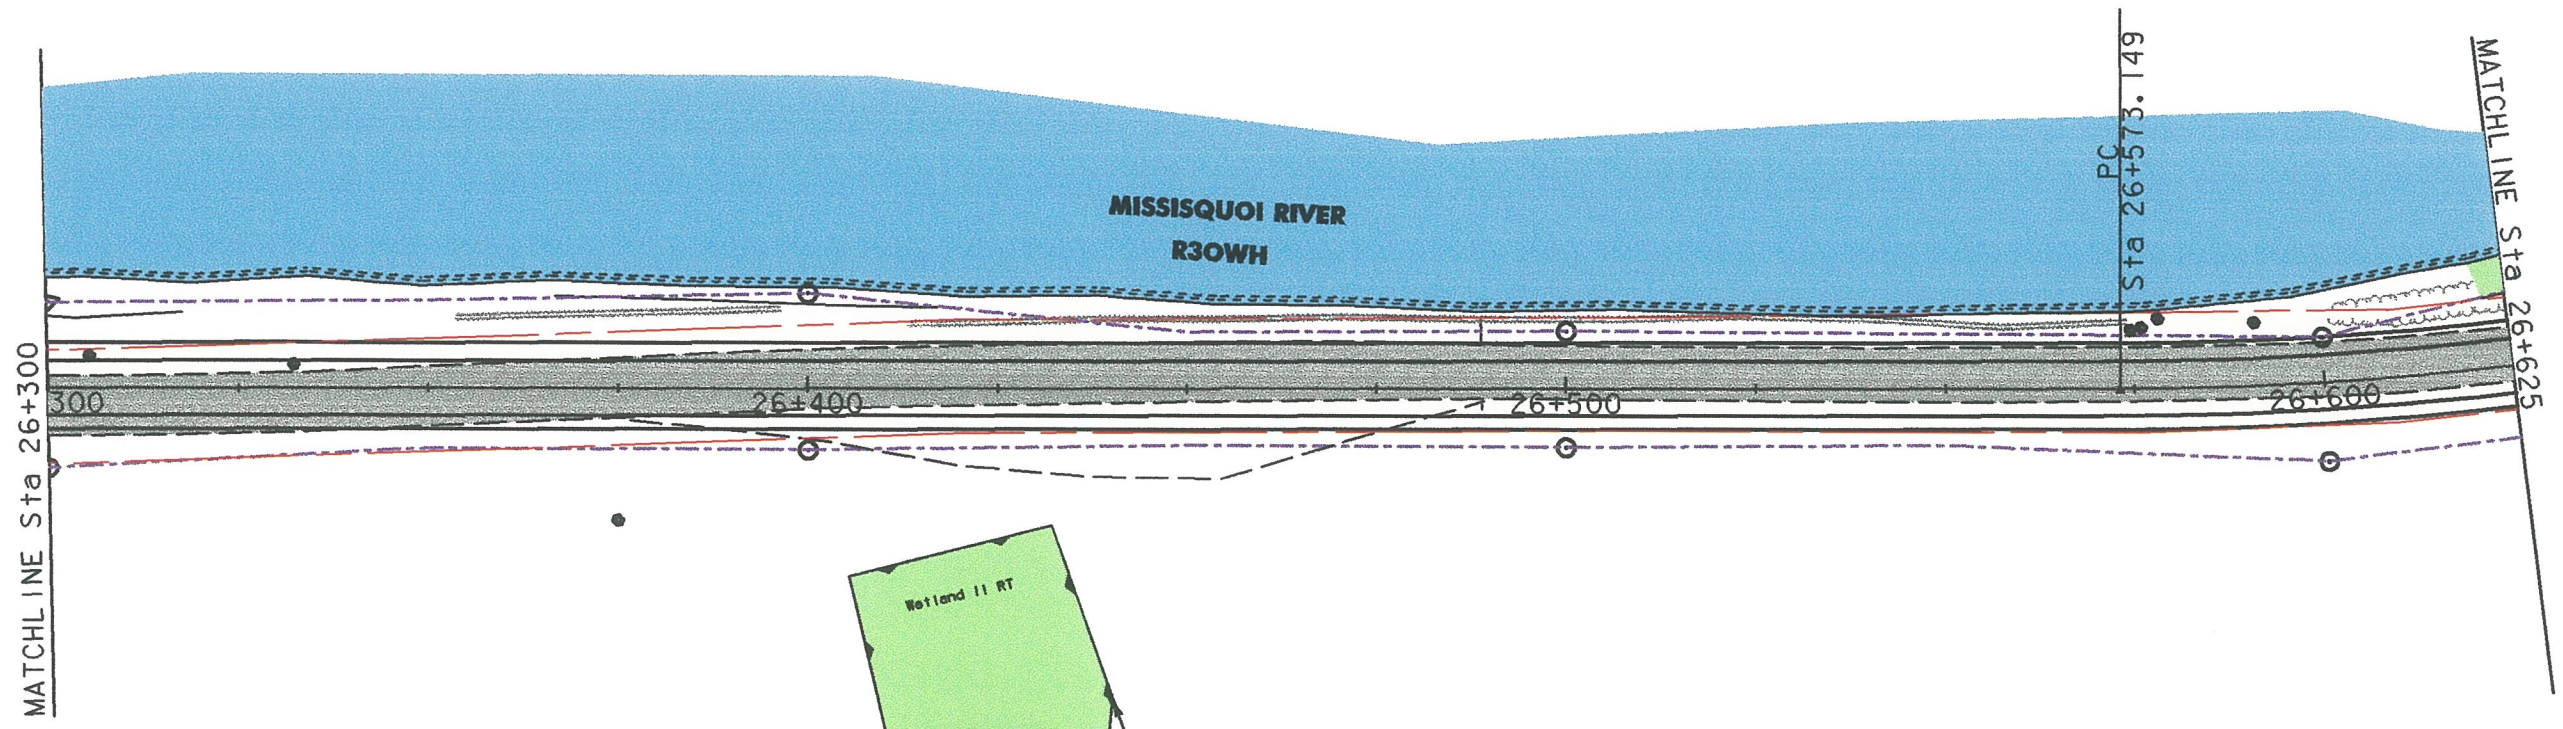 MATCHLINE Sta 26+300
MISSISQUOI RIVER
R3OWH
PC
Sta 26+573.149
MATCHLINE Sta 26+625
300
26+400
26+500
26+600
Wetland II RT